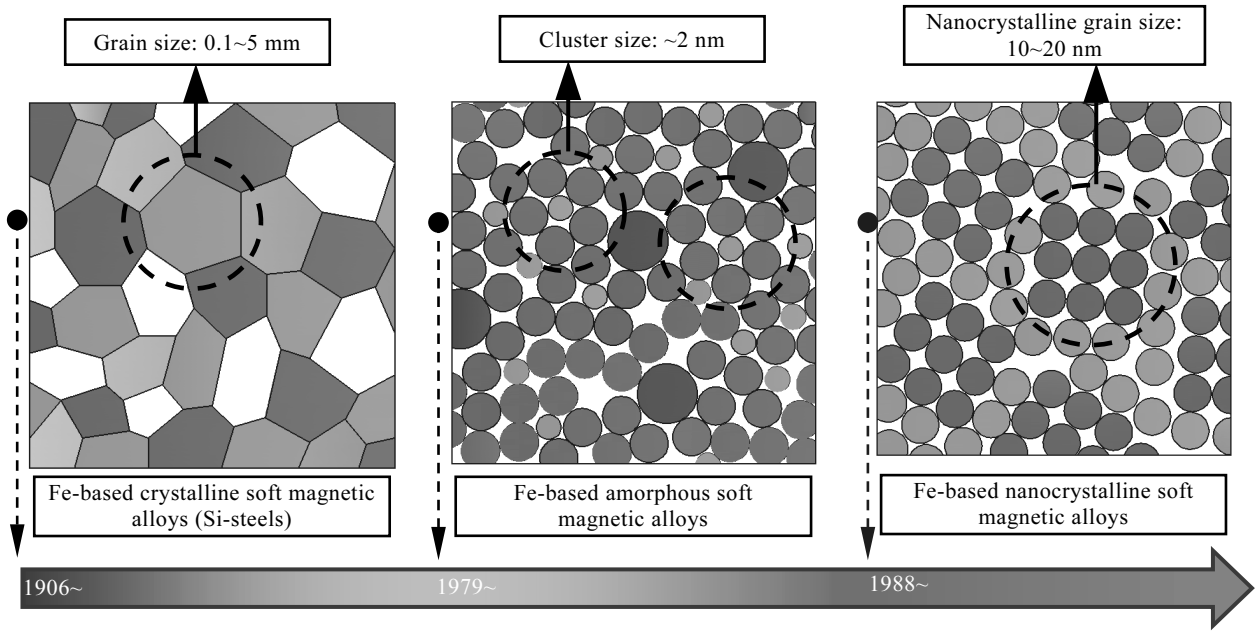 Grain size: 0.1~5 mm
Cluster size: ~2 nm
Nanocrystalline grain size:
10~20 nm
Fe-based crystalline soft magnetic
alloys (Si-steels)
Fe-based amorphous soft
magnetic alloys
Fe-based nanocrystalline soft
magnetic alloys
1906~
1979~
1988~